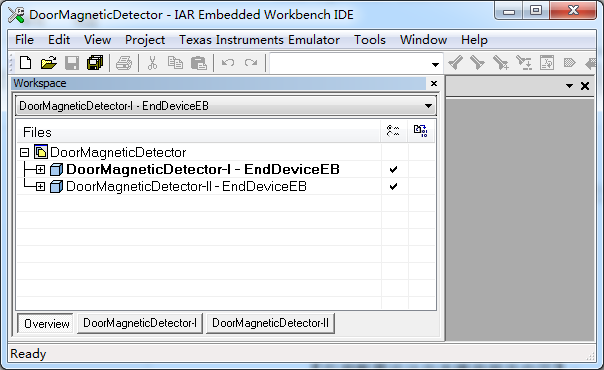 DoorMagneticDetector - IAR Embedded Workbench IDE
File Edit View Project Texas Instruments Emulator Tools Window Help
Workspace
DoorMagneticDetector-I - EndDeviceEB
Files
DoorMagneticDetector
DoorMagneticDetector-I - EndDeviceEB
DoorMagneticDetector-II - EndDeviceEB
Overview DoorMagneticDetector-I DoorMagneticDetector-II
Ready